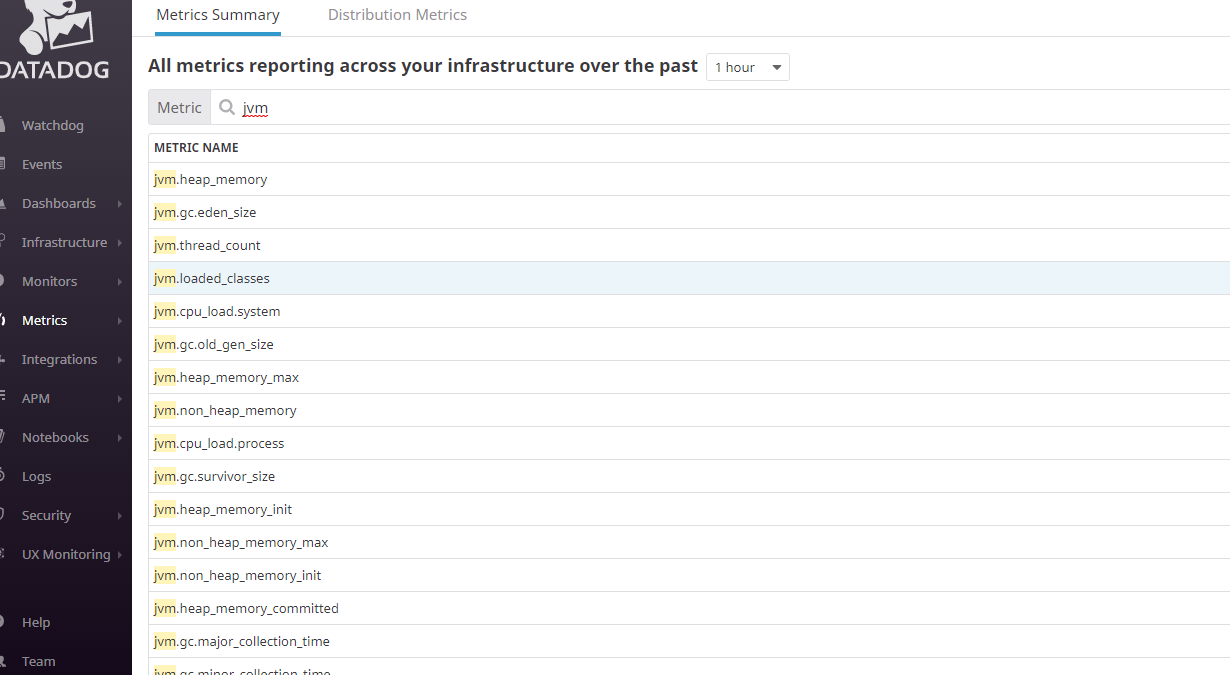 Metrics Summary Distribution Metrics
DATADOG
All metrics reporting across your infrastructure over the past 1 hour
Metric jvm
METRIC NAME
Watchdog
Events
Dashboards
Infrastructure
Monitors
Metrics
Integrations
APM
Notebooks
Logs
Security
UX Monitoring
Help
Team
jvm.heap_memory
jvm.gc.eden_size
jvm.thread_count
jvm.loaded_classes
jvm.cpu_load.system
jvm.gc.old_gen_size
jvm.heap_memory_max
jvm.non_heap_memory
jvm.cpu_load.process
jvm.gc.survivor_size
jvm.heap_memory_init
jvm.non_heap_memory_max
jvm.non_heap_memory_init
jvm.heap_memory_committed
jvm.gc.major_collection_time
jvm.gc.minor_collection_time